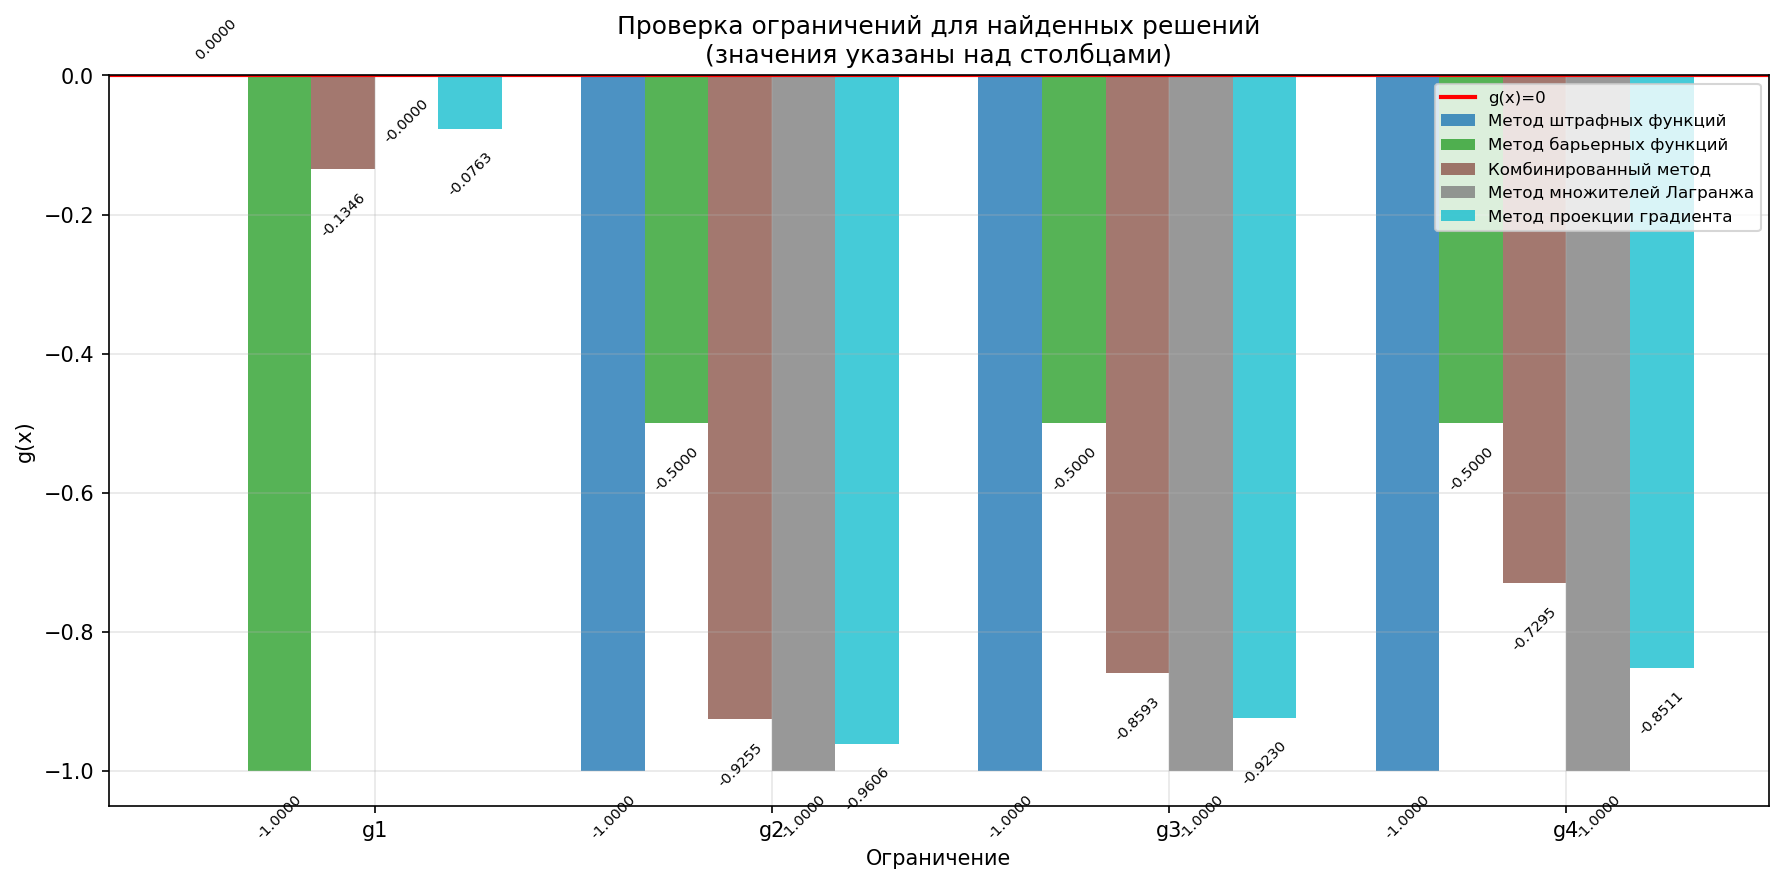 Проверка ограничений для найденных решений
(значения указаны над столбцами)
0.0000
0.0
g(x)=0
Метод штрафных функций
Метод барьерных функций
Комбинированный метод
Метод множителей Лагранжа
Метод проекции градиента
-0.0000
-0.0763
-0.1346
−0.2
−0.4
g(x)
-0.5000
-0.5000
-0.5000
−0.6
-0.7295
−0.8
-0.8511
-0.8593
-0.9255
-0.9230
-0.9606
−1.0
-1.0000
-1.0000
-1.0000
-1.0000
-1.0000
-1.0000
-1.0000
g1
g2
g3
g4
Ограничение